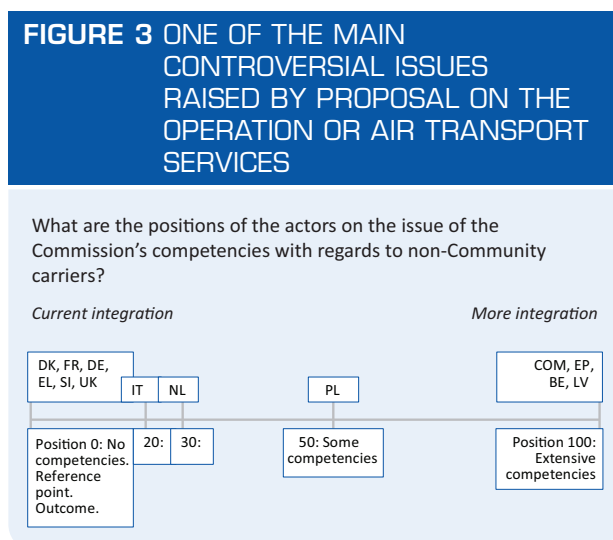 FIGURE 3 ONE OF THE MAIN
CONTROVERSIAL ISSUES
RAISED BY PROPOSAL ON THE
OPERATION OR AIR TRANSPORT
SERVICES
What are the positions of the actors on the issue of the
Commission's competencies with regards to non-Community
carriers?
Current integration
More integration
DK, FR, DE,
EL, SI, UK
IT
NL
PL
COM, EP,
BE, LV
Position 0: No
competencies.
Reference
point.
Outcome.
20:
30:
50: Some
competencies
Position 100:
Extensive
competencies